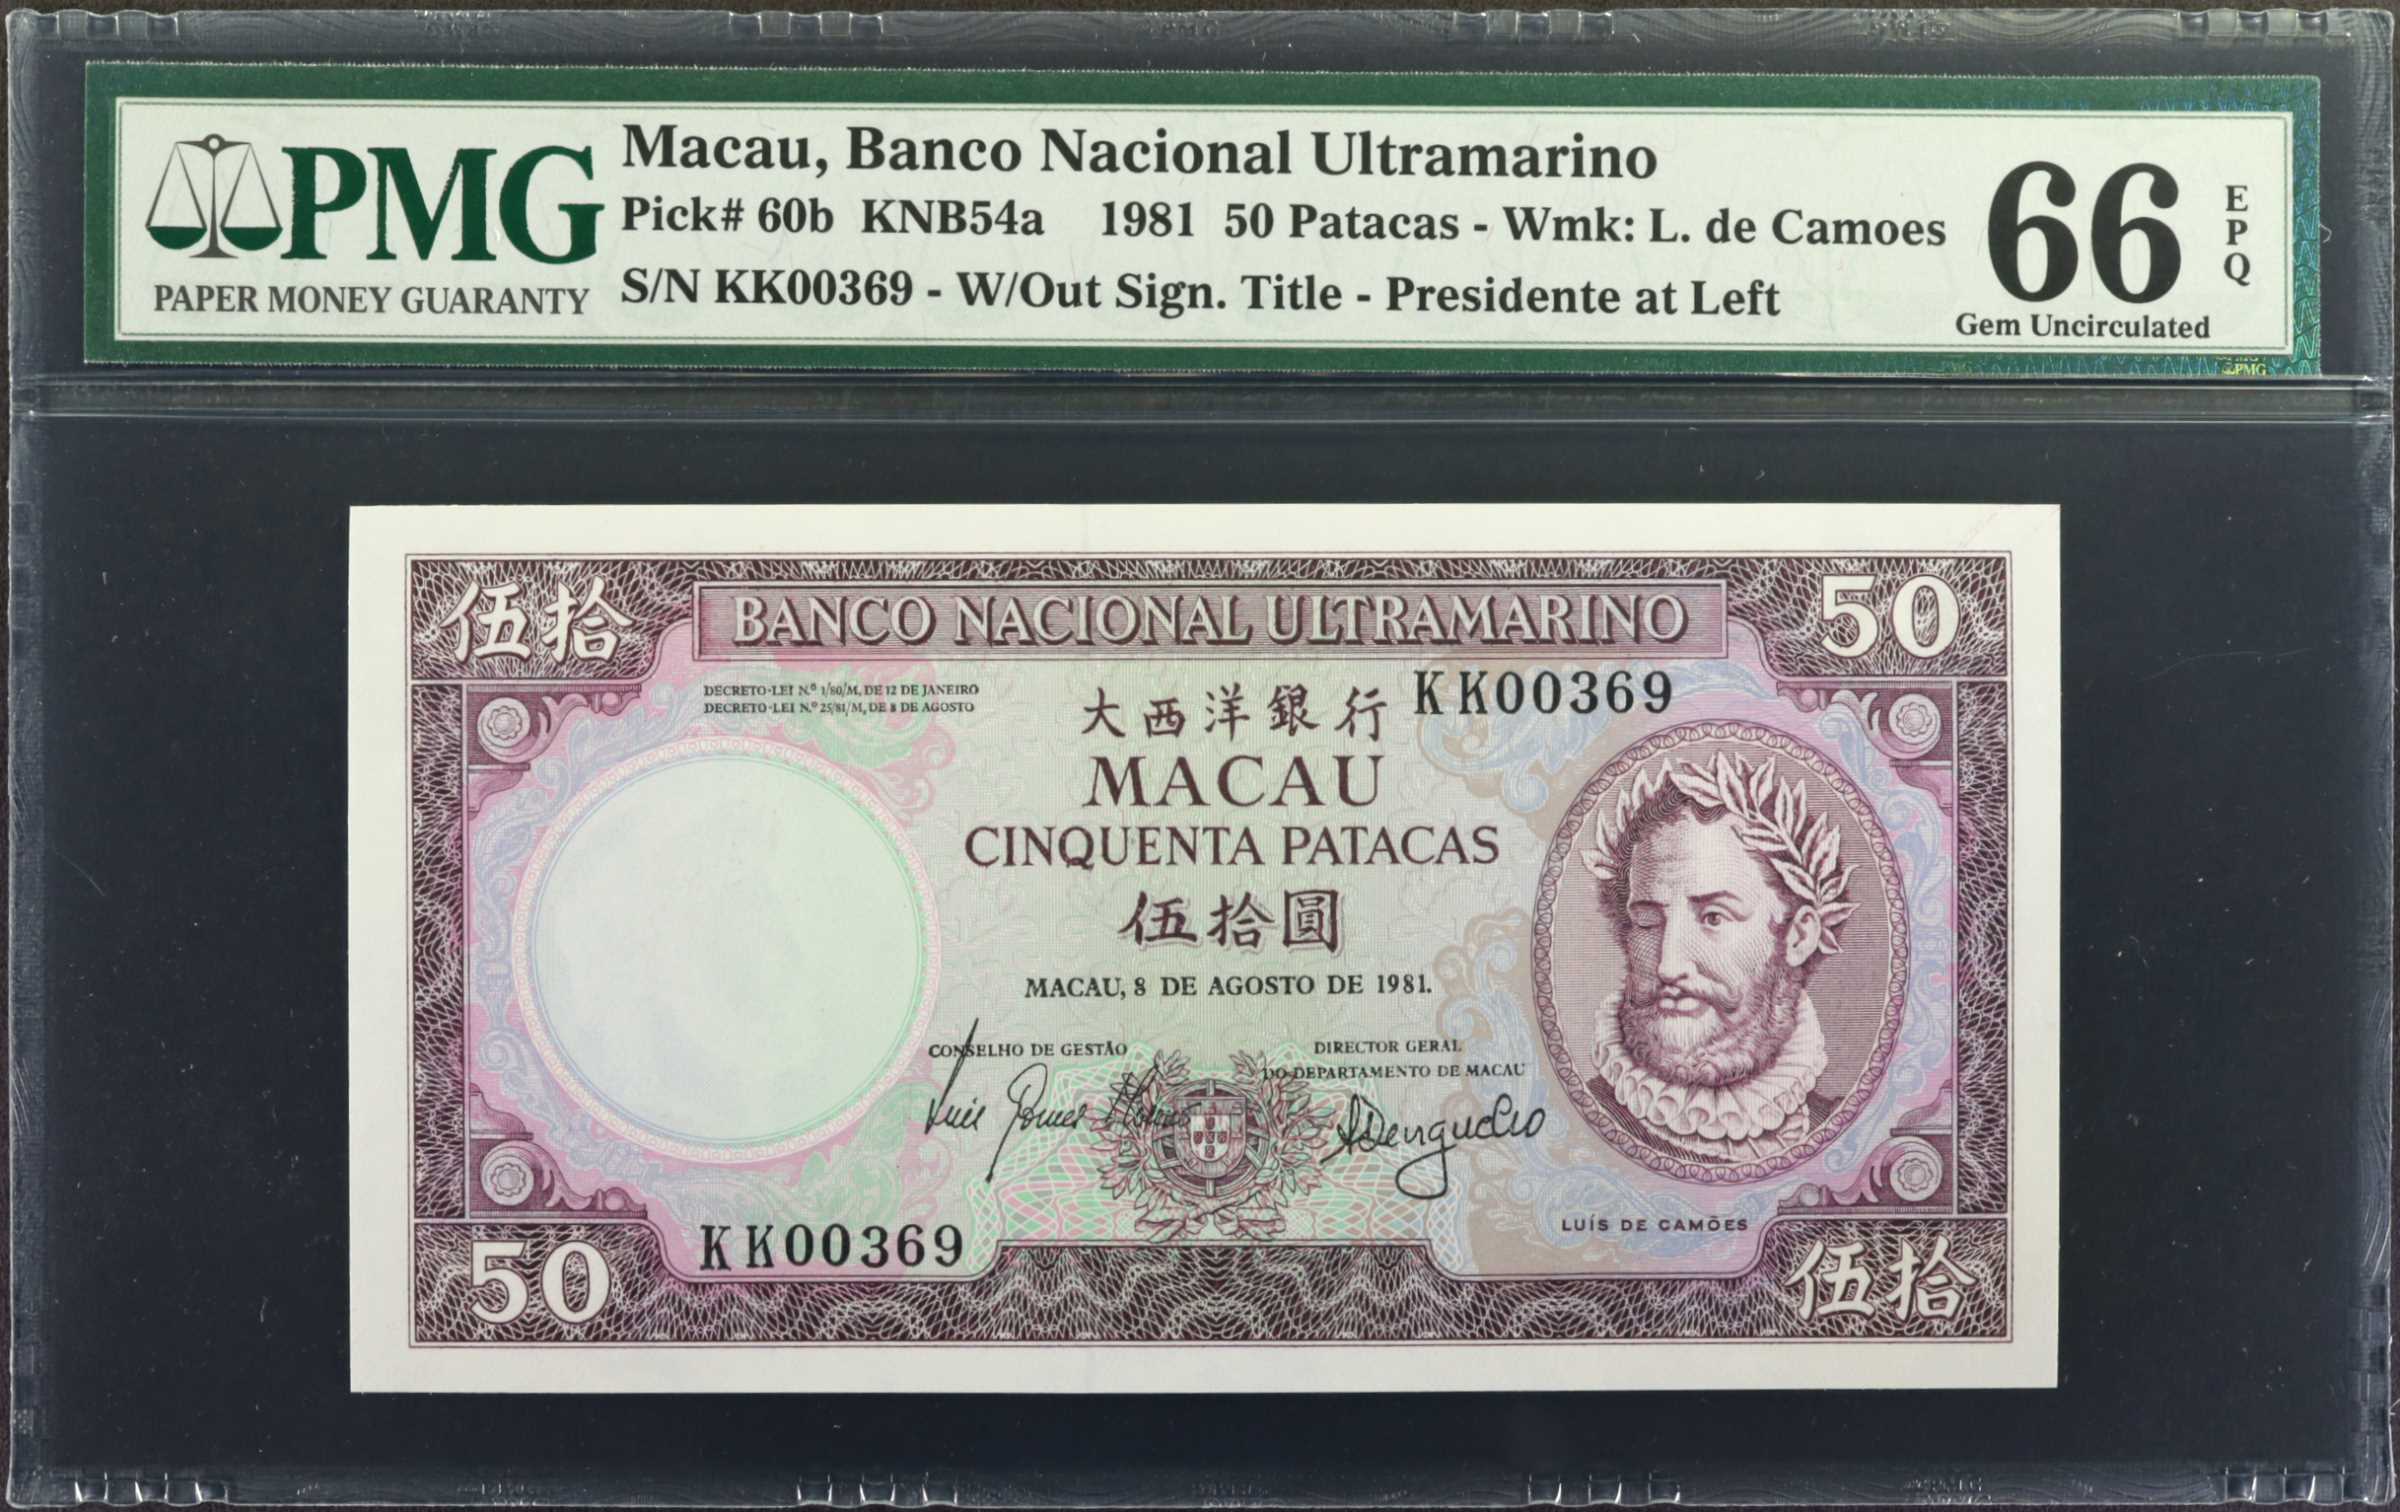 PMG
PAPER MONEY GUARANTY
Macau, Banco Nacional Ultramarino
Pick# 60b KNB54a 1981 50 Patacas - Wmk: L. de Camoes
S/N KK00369 - W/Out Sign. Title - Presidente at Left
66
EPQ
Gem Uncirculated
PMG
伍拾
BANCO NACIONAL ULTRAMARINO
50
DECRETO-LEI N.º 1/80/M, DE 12 DE JANEIRO
DECRETO-LEI N.º 25/81/M, DE 8 DE AGOSTO
大西洋銀行
KK00369
MACAU
CINQUENTA PATACAS
伍拾圓
MACAU, 8 DE AGOSTO DE 1981.
CONSELHO DE GESTÃO
DIRECTOR GERAL
DO DEPARTAMENTO DE MACAU
LUÍS DE CAMÕES
KK00369
50
伍拾